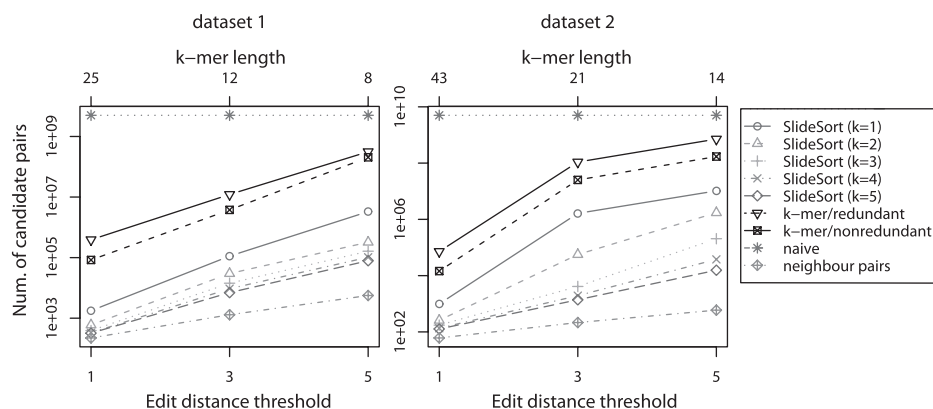 dataset 1
k−mer length
25 12 8
Num. of candidate pairs
1e+09
1e+07
1e+05
1e+03
1 3 5
Edit distance threshold
dataset 2
k−mer length
43 21 14
1e+10
1e+06
1e+02
1 3 5
Edit distance threshold
SlideSort (k=1)
SlideSort (k=2)
SlideSort (k=3)
SlideSort (k=4)
SlideSort (k=5)
k−mer/redundant
k−mer/nonredundant
naive
neighbour pairs